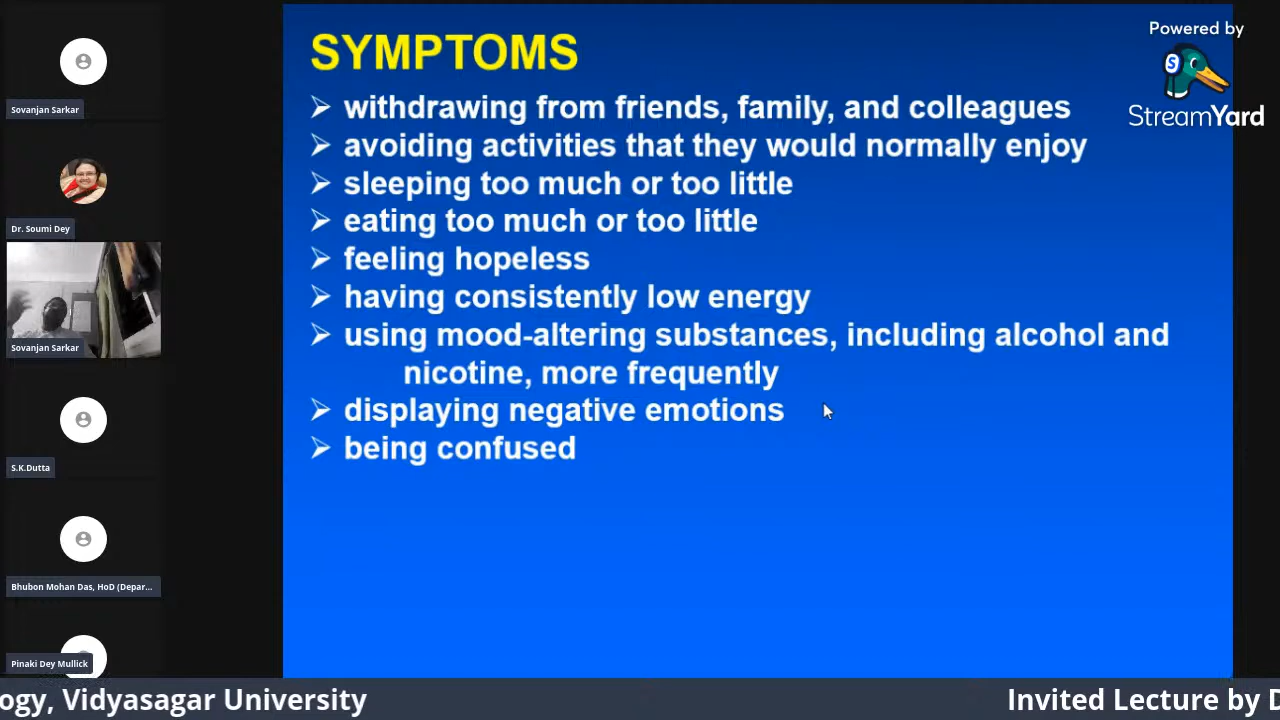 Sovanjan Sarkar
Dr. Soumi Dey
Sovanjan Sarkar
S.K.Dutta
Bhubon Mohan Das, HoD (Depar...
Pinaki Dey Mullick
SYMPTOMS
➢ withdrawing from friends, family, and colleagues
➢ avoiding activities that they would normally enjoy
➢ sleeping too much or too little
➢ eating too much or too little
➢ feeling hopeless
➢ having consistently low energy
➢ using mood-altering substances, including alcohol and
nicotine, more frequently
➢ displaying negative emotions
➢ being confused
Powered by
S
StreamYard
ogy, Vidyasagar University
Invited Lecture by D